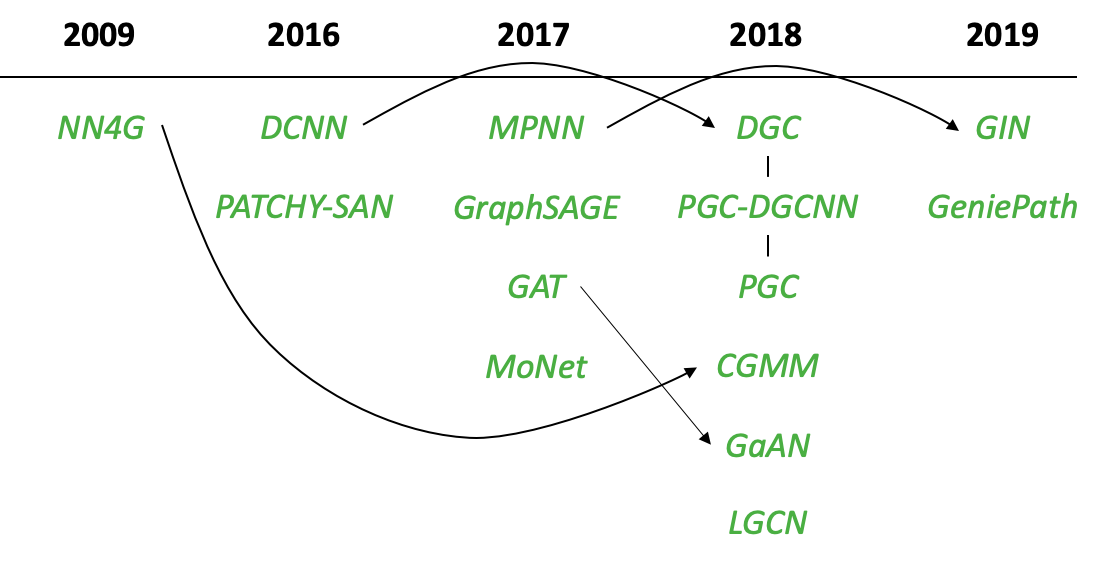 2009 2016 2017 2018 2019
NN4G DCNN MPNN DGC GIN
PATCHY-SAN GraphSAGE PGC-DGCNN GeniePath
GAT PGC
MoNet CGMM
GaAN
LGCN